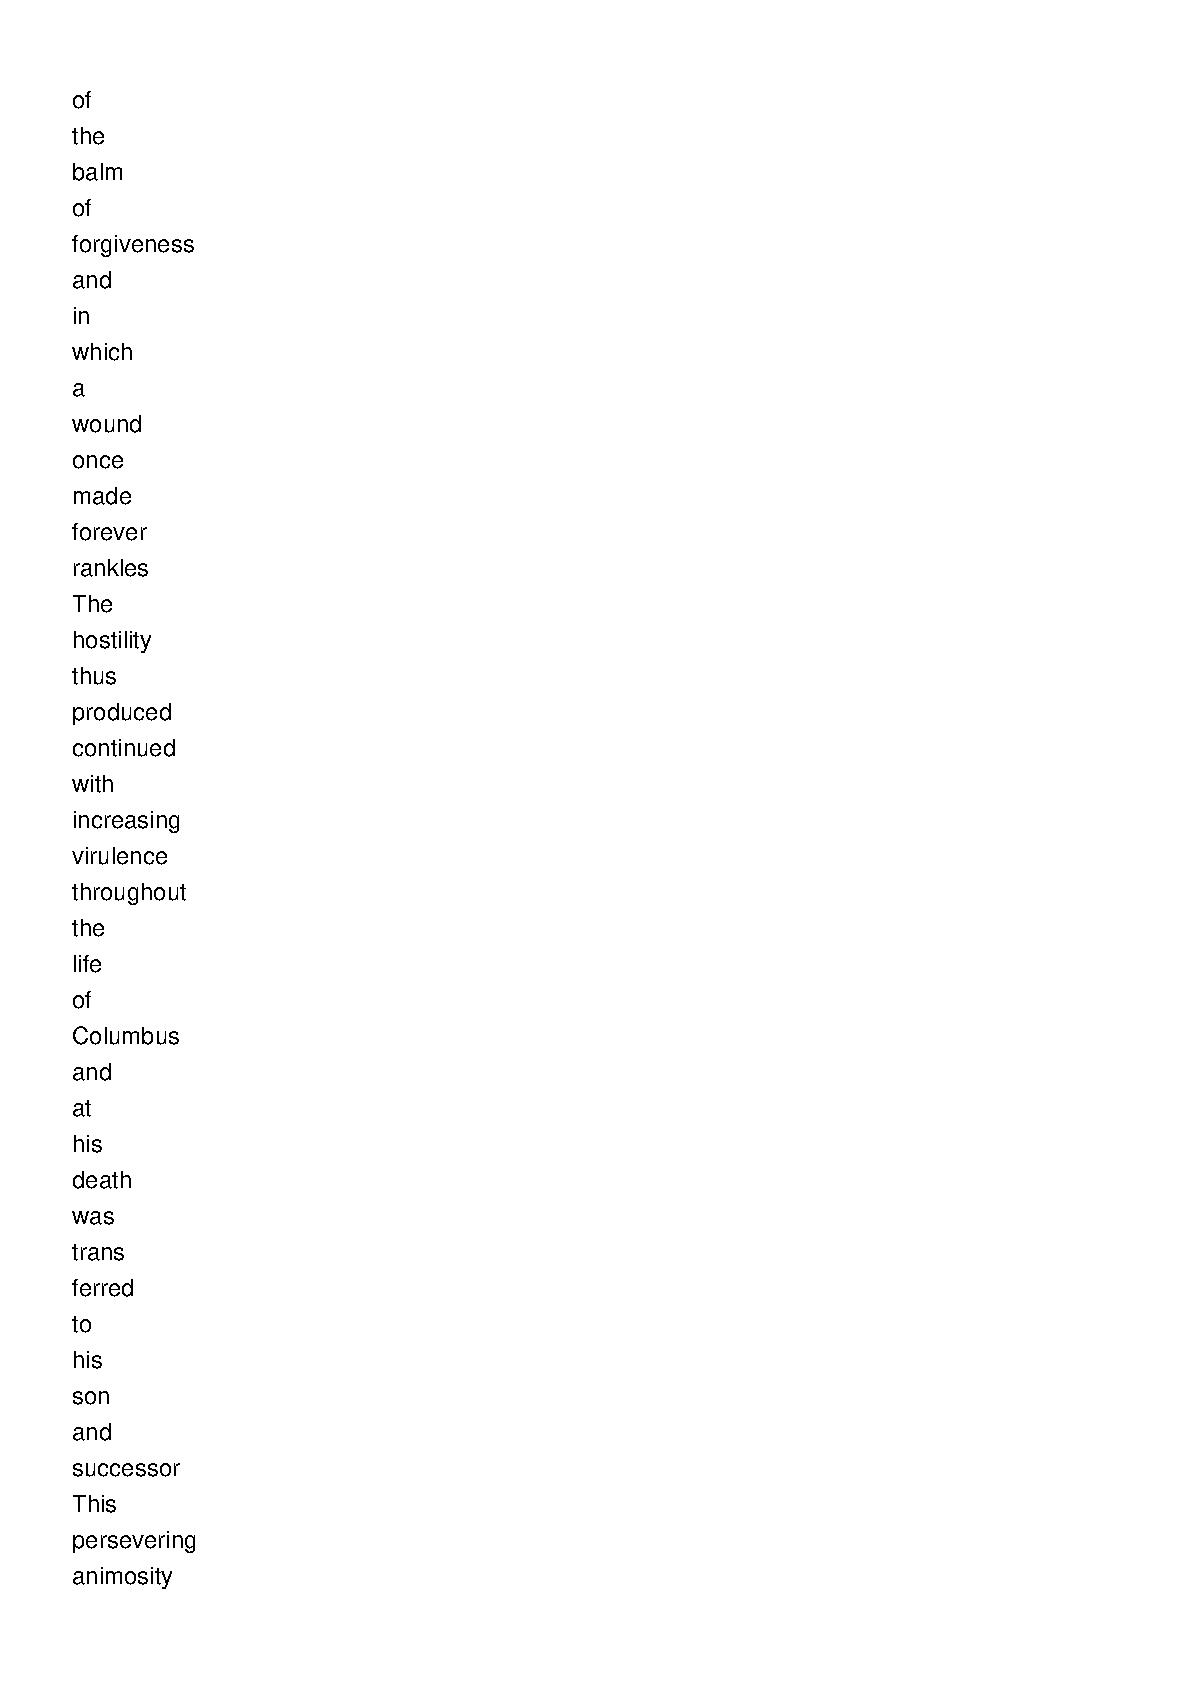 of
the
balm
of
forgiveness
and
in
which
a
wound
once
made
forever
rankles
The
hostility
thus
produced
continued
with
increasing
virulence
throughout
the
life
of
Columbus
and
at
his
death
was
trans
ferred
to
his
son
and
successor
This
persevering
animosity